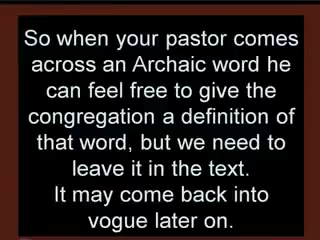 So when your pastor comes
across an Archaic word he
can feel free to give the
congregation a definition of
that word, but we need to
leave it in the text.
It may come back into
vogue later on.